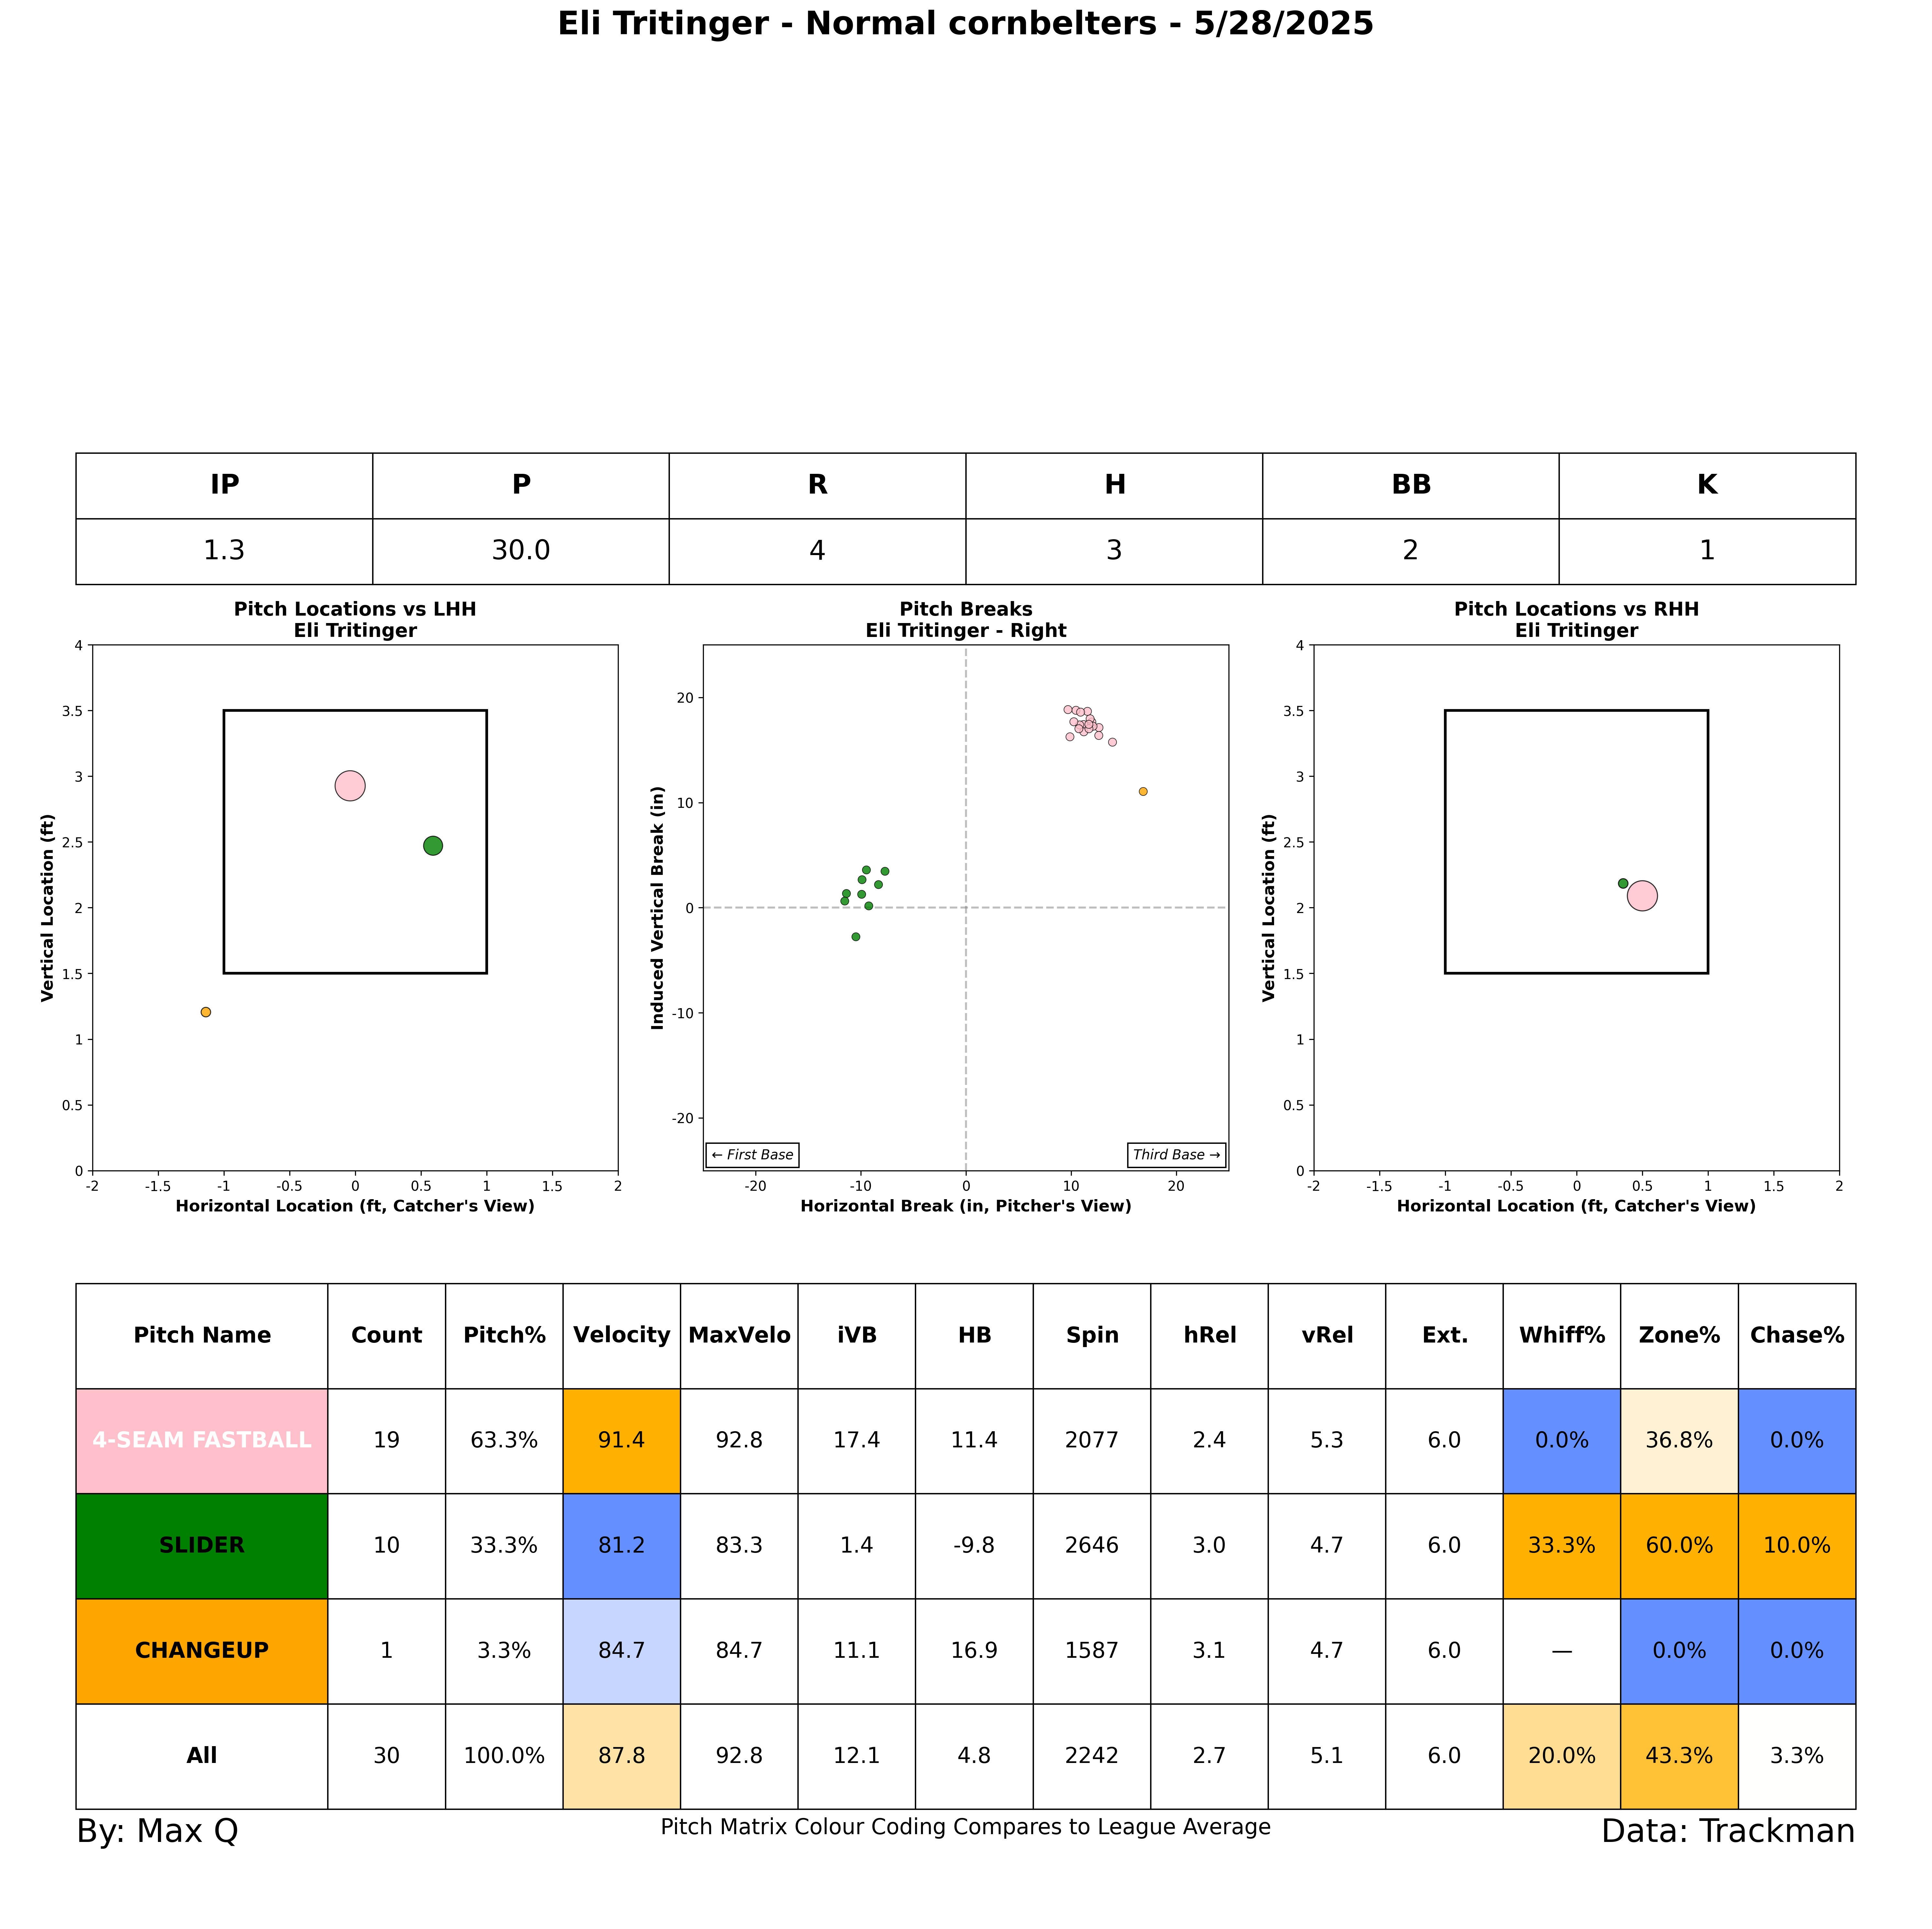 Eli Tritinger - Normal cornbelters - 5/28/2025
IP P R H BB K
1.3 30.0 4 3 2 1
Pitch Locations vs LHH
Eli Tritinger
4
3.5
3
2.5
2
1.5
1
0.5
0
Vertical Location (ft)
-2 -1.5 -1 -0.5 0 0.5 1 1.5 2
Horizontal Location (ft, Catcher's View)
Pitch Breaks
Eli Tritinger - Right
20
10
0
-10
-20
Induced Vertical Break (in)
← First Base
Third Base →
-20 -10 0 10 20
Horizontal Break (in, Pitcher's View)
Pitch Locations vs RHH
Eli Tritinger
4
3.5
3
2.5
2
1.5
1
0.5
0
Vertical Location (ft)
-2 -1.5 -1 -0.5 0 0.5 1 1.5 2
Horizontal Location (ft, Catcher's View)
Pitch Name Count Pitch% Velocity MaxVelo iVB HB Spin hRel vRel Ext. Whiff% Zone% Chase%
4-SEAM FASTBALL 19 63.3% 91.4 92.8 17.4 11.4 2077 2.4 5.3 6.0 0.0% 36.8% 0.0%
SLIDER 10 33.3% 81.2 83.3 1.4 -9.8 2646 3.0 4.7 6.0 33.3% 60.0% 10.0%
CHANGEUP 1 3.3% 84.7 84.7 11.1 16.9 1587 3.1 4.7 6.0 — 0.0% 0.0%
All 30 100.0% 87.8 92.8 12.1 4.8 2242 2.7 5.1 6.0 20.0% 43.3% 3.3%
By: Max Q
Pitch Matrix Colour Coding Compares to League Average
Data: Trackman